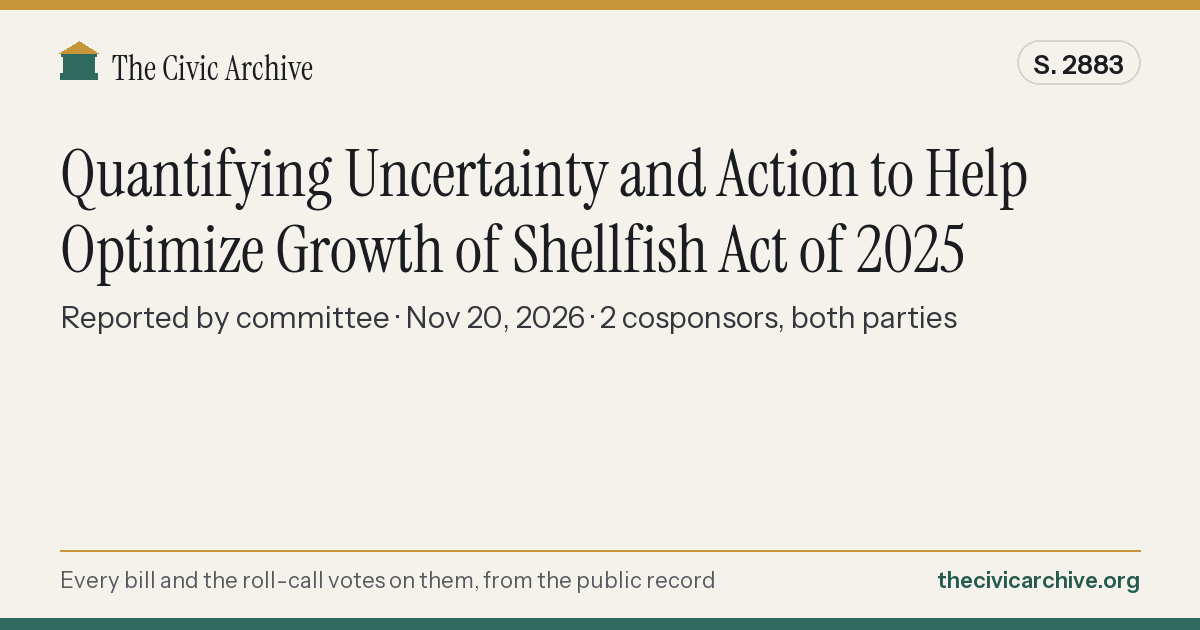 The Civic Archive
S. 2883
Quantifying Uncertainty and Action to Help
Optimize Growth of Shellfish Act of 2025
Reported by committee · Nov 20, 2026 · 2 cosponsors, both parties
Every bill and the roll-call votes on them, from the public record
thecivicarchive.org